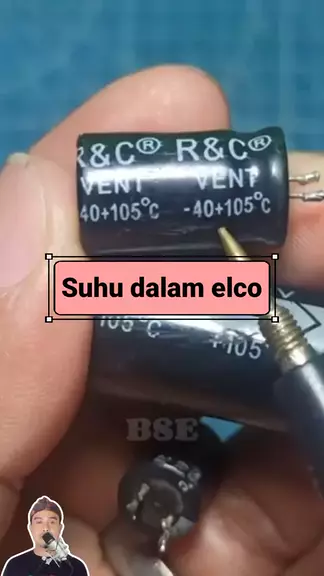 R&C® R&C®
VENT VENT
40+105°C -40+105°C
Suhu dalam elco
105°C +105°
BSE